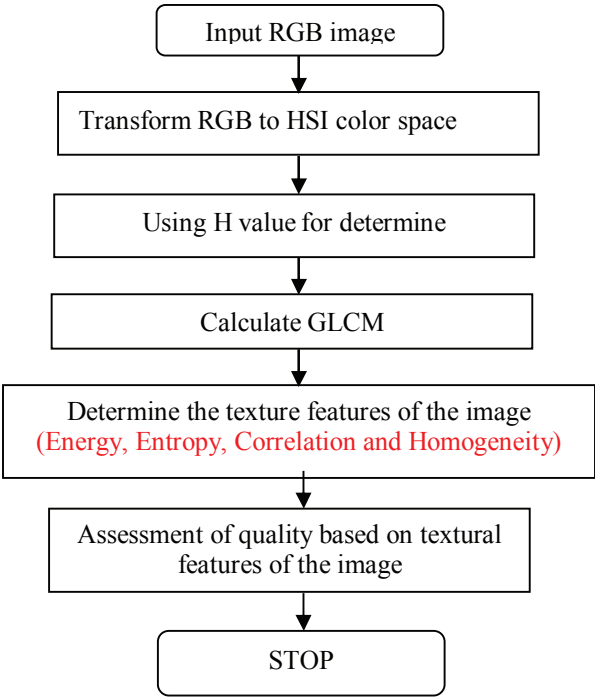 Input RGB image
Transform RGB to HSI color space
Using H value for determine
Calculate GLCM
Determine the texture features of the image
(Energy, Entropy, Correlation and Homogeneity)
Assessment of quality based on textural
features of the image
STOP